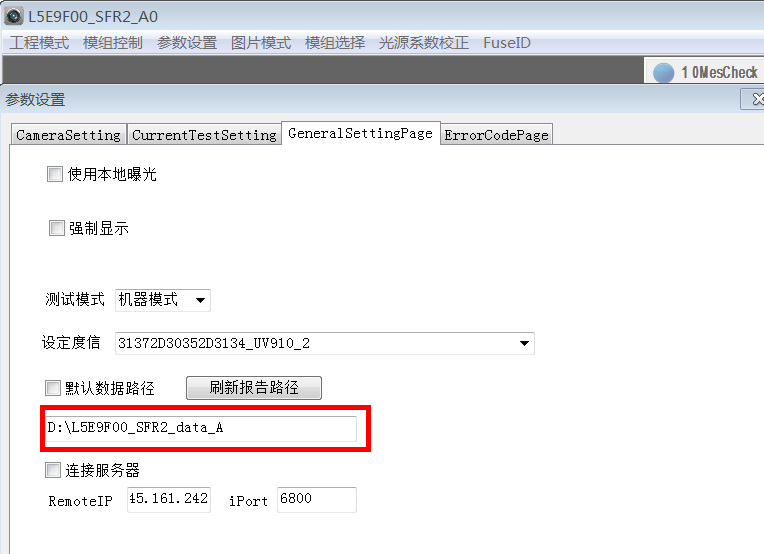 L5E9F00_SFR2_A0
工程模式 模组控制 参数设置 图片模式 模组选择 光源系数校正 FuseID
1 0MesCheck
参数设置
CameraSetting CurrentTestSetting GeneralSettingPage ErrorCodePage
使用本地曝光
强制显示
测试模式 机器模式
设定度信 31372D30352D3134_UV910_2
默认数据路径 刷新报告路径
D:\L5E9F00_SFR2_data_A
连接服务器
RemoteIP 45.161.242 iPort 6800